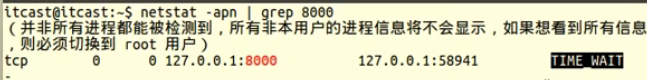 itcast@itcast:~$ netstat -apn | grep 8000
（并非所有进程都能被检测到，所有非本用户的进程信息将不会显示，如果想看到所有信息
，则必须切换到 root 用户）
tcp 0 0 127.0.0.1:8000 127.0.0.1:58941 TIME_WAIT
-